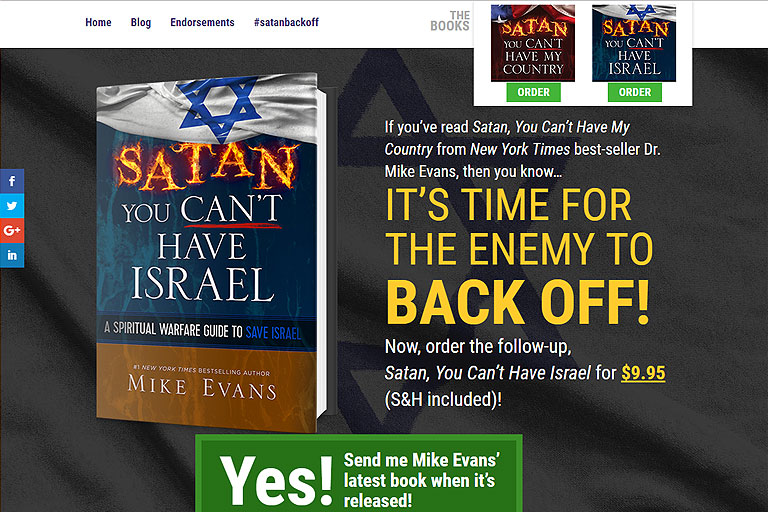 Home Blog Endorsements #satanbackoff
THE
BOOKS
SATAN
YOU CAN'T
HAVE MY
COUNTRY
ORDER
SATAN
YOU CAN'T
HAVE
ISRAEL
ORDER
SATAN
YOU CAN'T
HAVE
ISRAEL
A SPIRITUAL WARFARE GUIDE TO SAVE ISRAEL
#1 NEW YORK TIMES BESTSELLING AUTHOR
MIKE EVANS
If you've read Satan, You Can't Have My
Country from New York Times best-seller Dr.
Mike Evans, then you know…
IT'S TIME FOR
THE ENEMY TO
BACK OFF!
Now, order the follow-up,
Satan, You Can't Have Israel for $9.95
(S&H included)!
f
G+
in
Yes!
Send me Mike Evans'
latest book when it's
released!